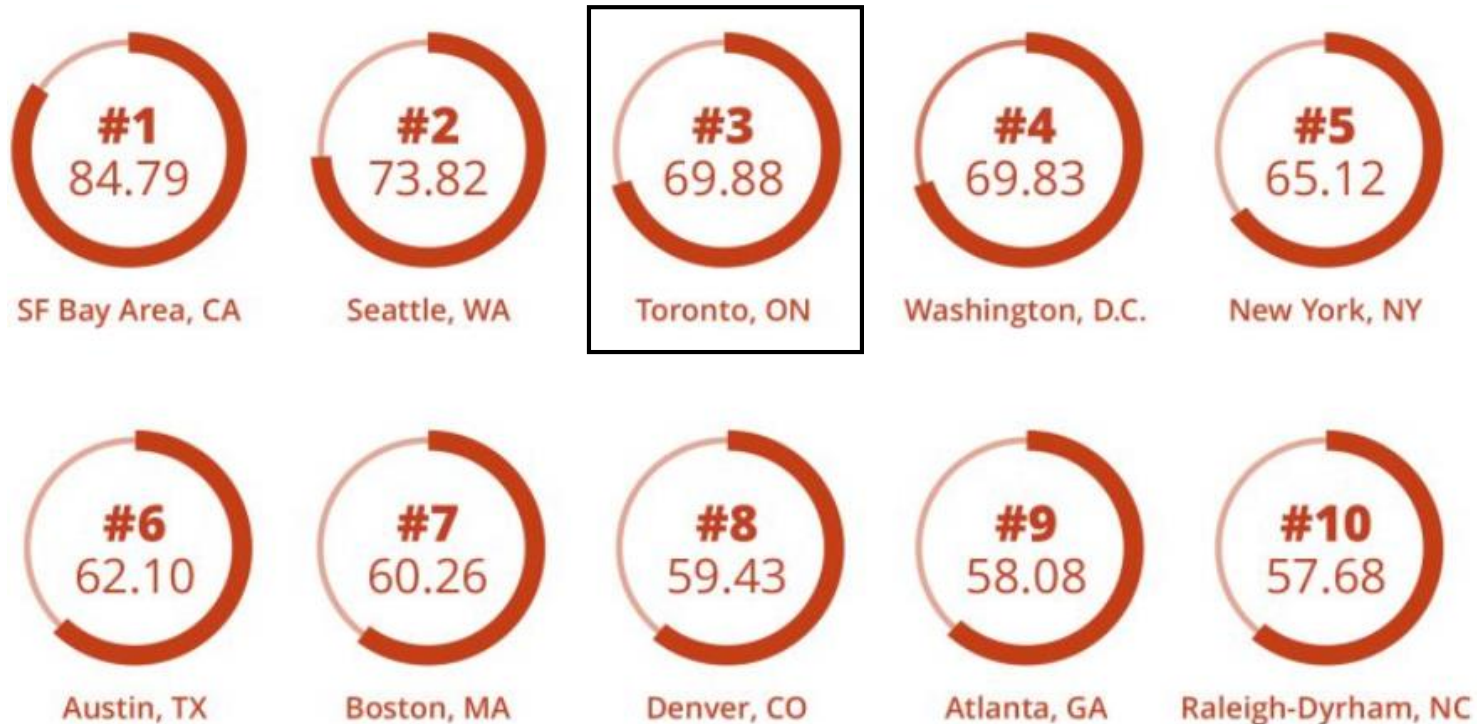 #1
84.79
SF Bay Area, CA
#2
73.82
Seattle, WA
#3
69.88
Toronto, ON
#4
69.83
Washington, D.C.
#5
65.12
New York, NY
#6
62.10
Austin, TX
#7
60.26
Boston, MA
#8
59.43
Denver, CO
#9
58.08
Atlanta, GA
#10
57.68
Raleigh-Dyrham, NC